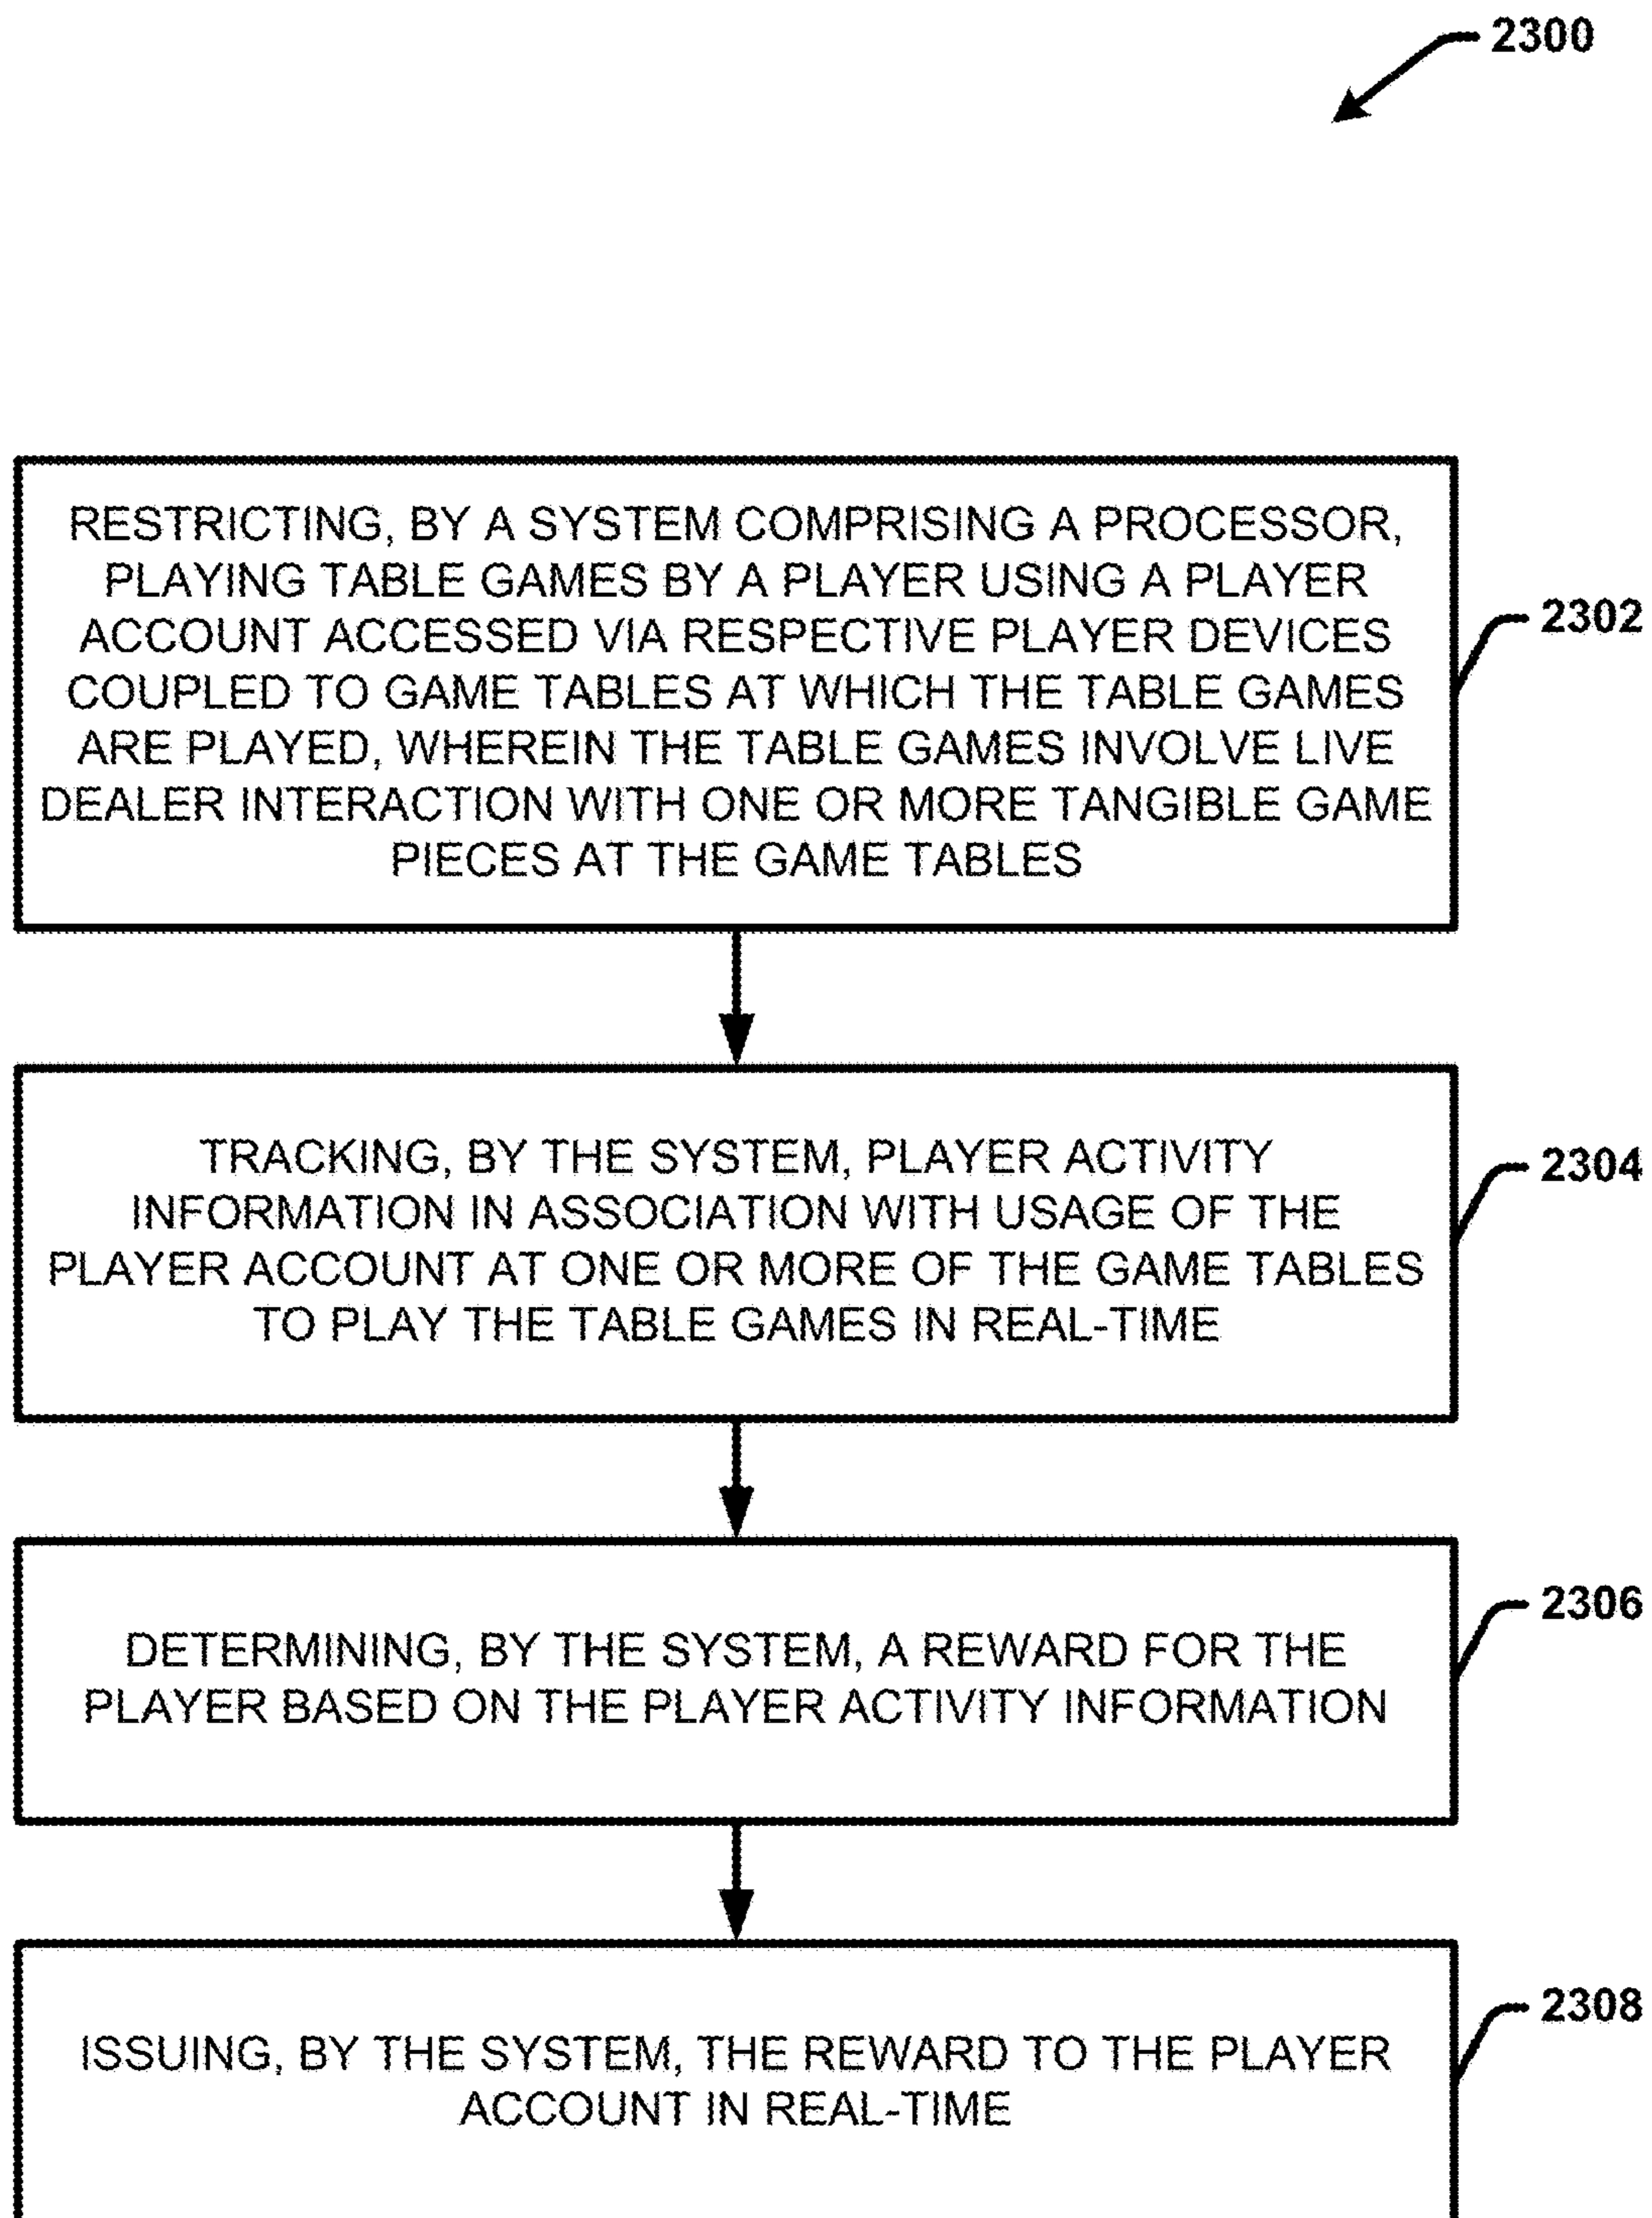 2300
RESTRICTING, BY A SYSTEM COMPRISING A PROCESSOR,
PLAYING TABLE GAMES BY A PLAYER USING A PLAYER
ACCOUNT ACCESSED VIA RESPECTIVE PLAYER DEVICES
COUPLED TO GAME TABLES AT WHICH THE TABLE GAMES
ARE PLAYED, WHEREIN THE TABLE GAMES INVOLVE LIVE
DEALER INTERACTION WITH ONE OR MORE TANGIBLE GAME
PIECES AT THE GAME TABLES
2302
TRACKING, BY THE SYSTEM, PLAYER ACTIVITY
INFORMATION IN ASSOCIATION WITH USAGE OF THE
PLAYER ACCOUNT AT ONE OR MORE OF THE GAME TABLES
TO PLAY THE TABLE GAMES IN REAL-TIME
2304
DETERMINING, BY THE SYSTEM, A REWARD FOR THE
PLAYER BASED ON THE PLAYER ACTIVITY INFORMATION
2306
ISSUING, BY THE SYSTEM, THE REWARD TO THE PLAYER
ACCOUNT IN REAL-TIME
2308